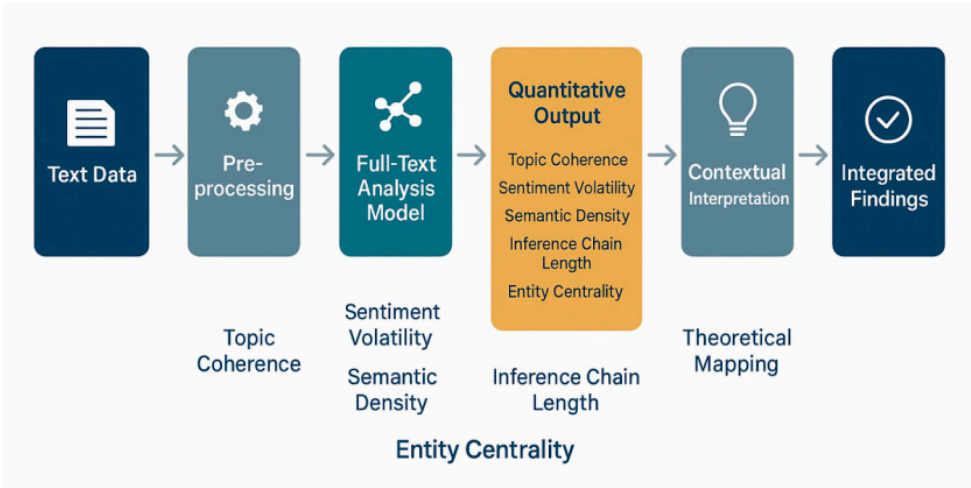 Text Data
Pre-
processing
Full-Text
Analysis
Model
Quantitative
Output
Topic Coherence
Sentiment Volatility
Semantic Density
Inference Chain
Length
Entity Centrality
Contextual
Interpretation
Integrated
Findings
Topic
Coherence
Sentiment
Volatility
Semantic
Density
Inference Chain
Length
Theoretical
Mapping
Entity Centrality